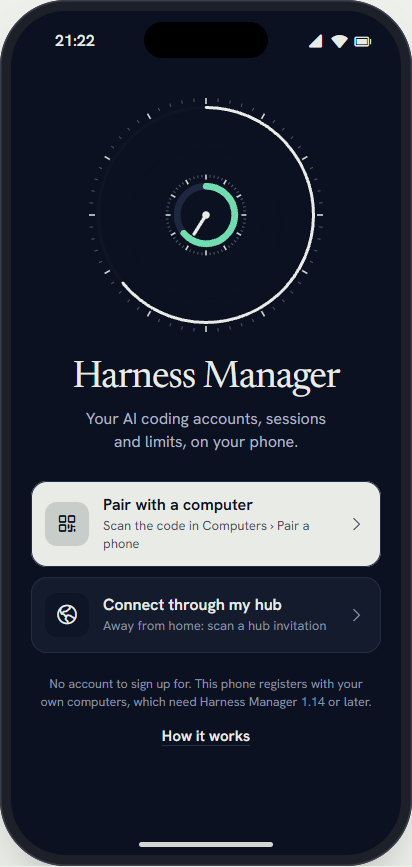 21:22
Harness Manager
Your AI coding accounts, sessions
and limits, on your phone.
Pair with a computer
Scan the code in Computers › Pair a
phone
Connect through my hub
Away from home: scan a hub invitation
No account to sign up for. This phone registers with your
own computers, which need Harness Manager 1.14 or later.
How it works